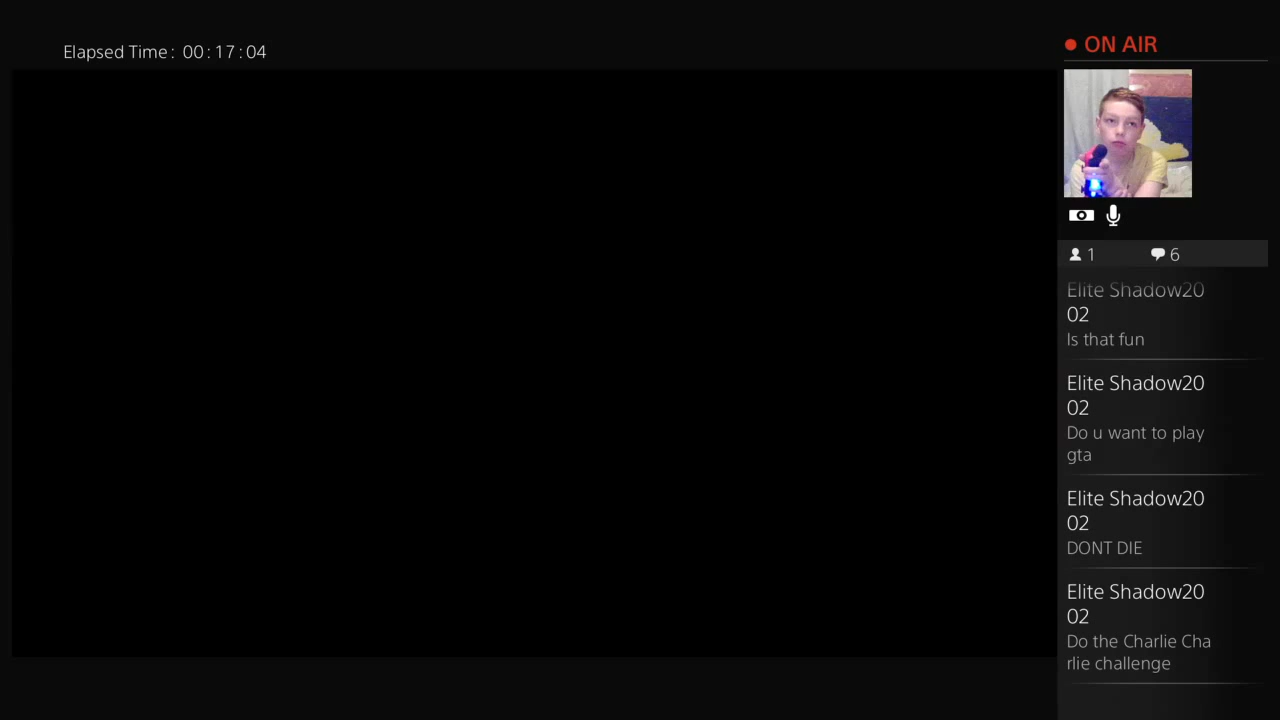 Elapsed Time: 00:17:04
ON AIR
1 6
Elite Shadow20
02
Is that fun
Elite Shadow20
02
Do u want to play
gta
Elite Shadow20
02
DONT DIE
Elite Shadow20
02
Do the Charlie Cha
rlie challenge